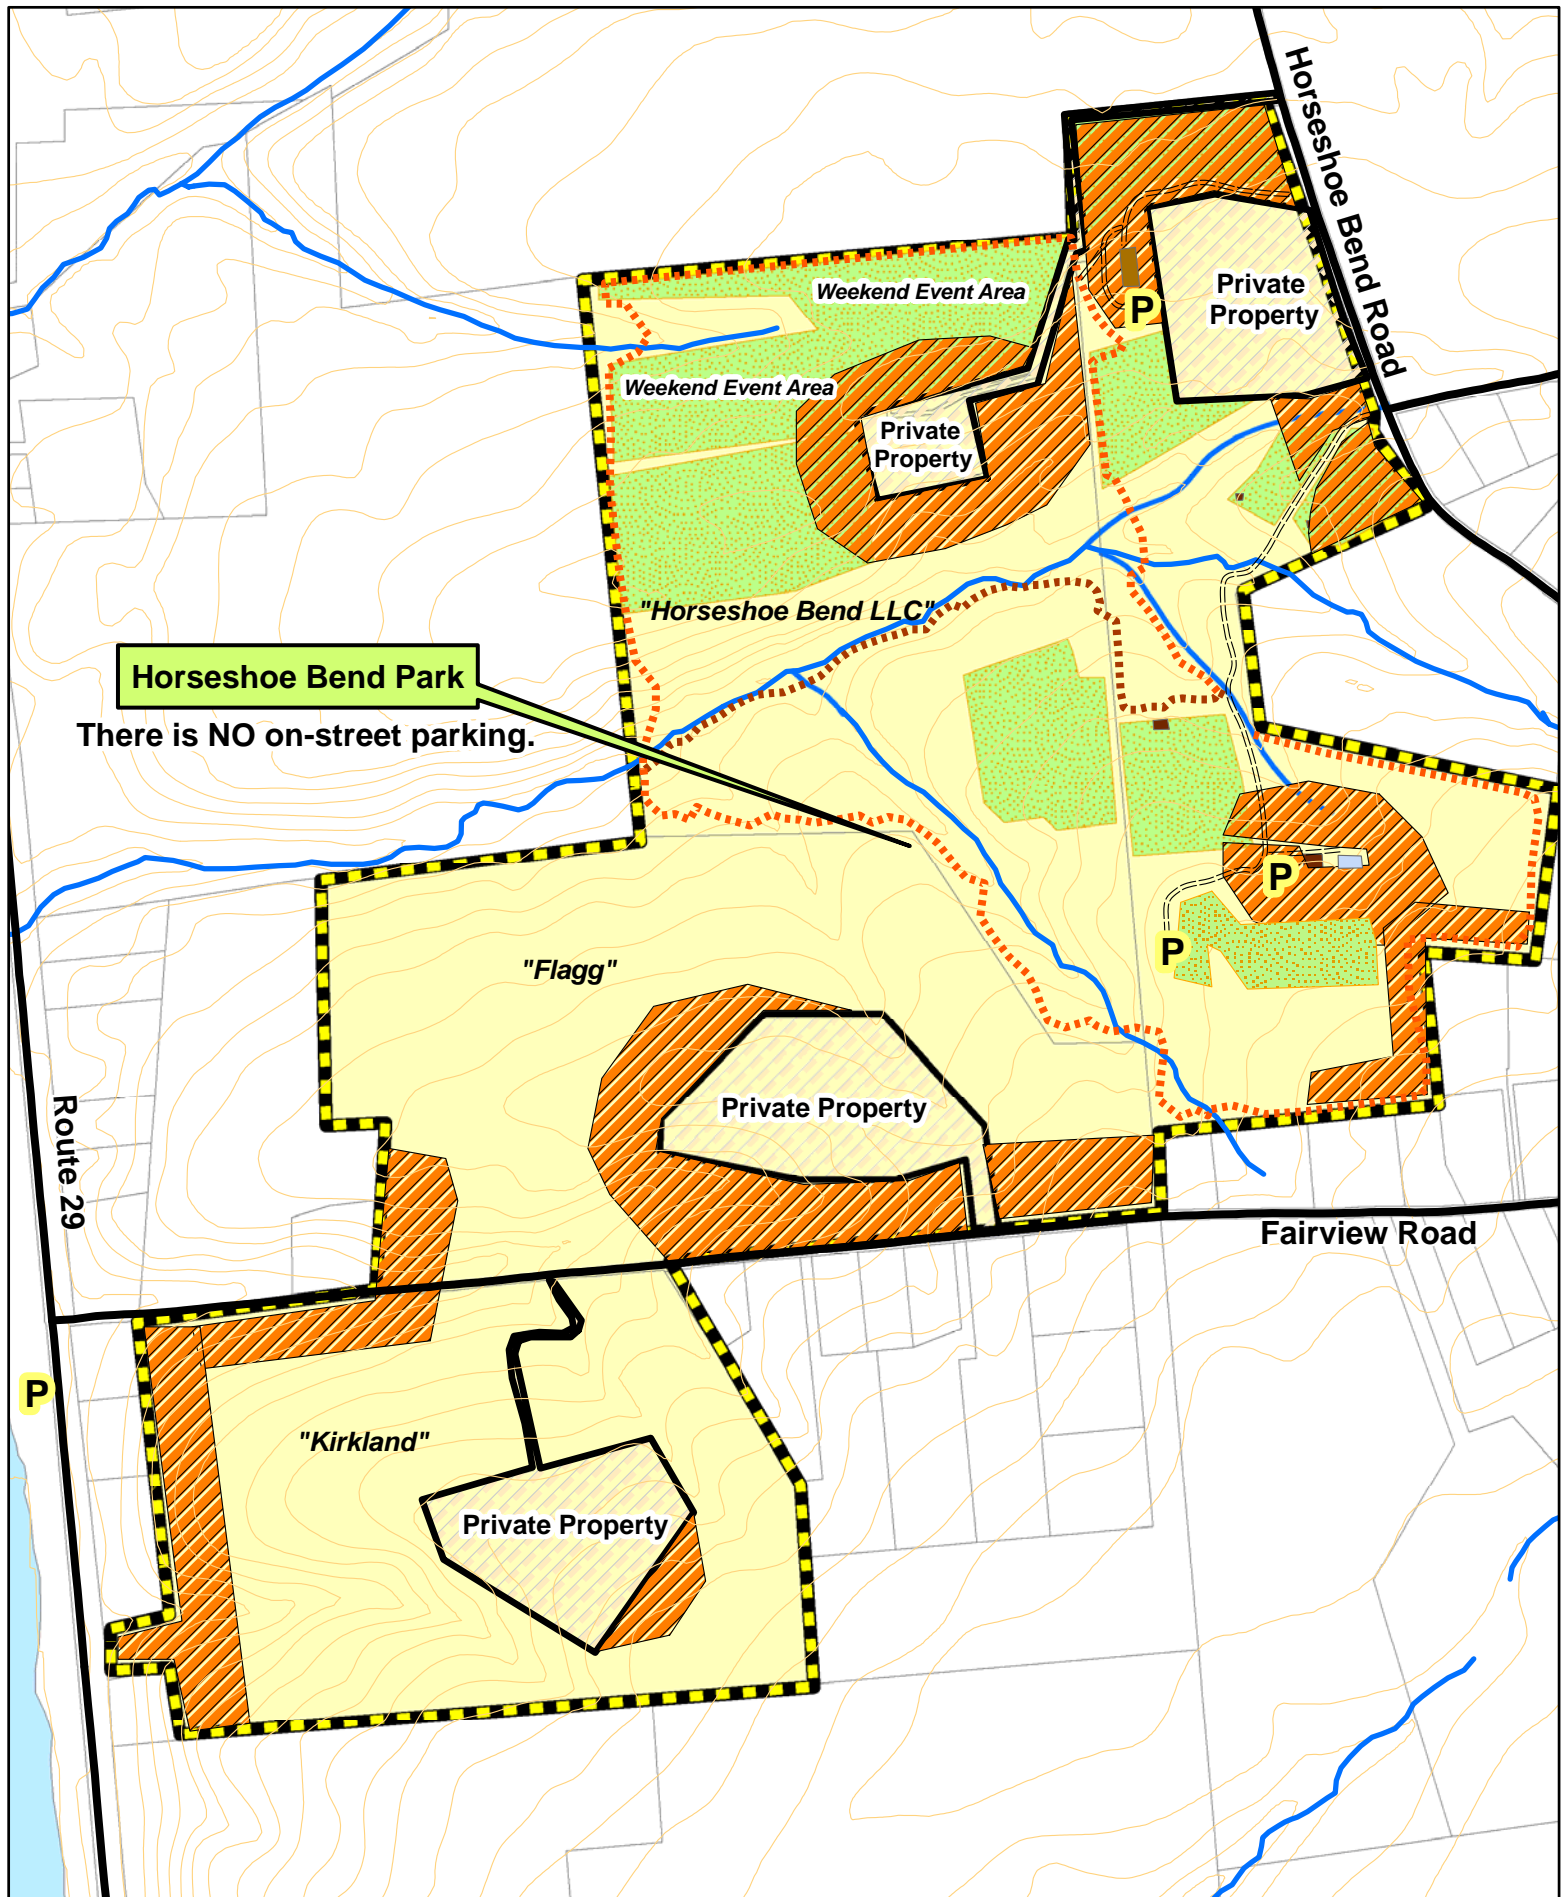 Horseshoe Bend Road
Weekend Event Area
Private
Property
P
Weekend Event Area
Private
Property
"Horseshoe Bend LLC"
Horseshoe Bend Park
There is NO on-street parking.
P
P
"Flagg"
Private Property
Route 29
Fairview Road
P
"Kirkland"
Private Property